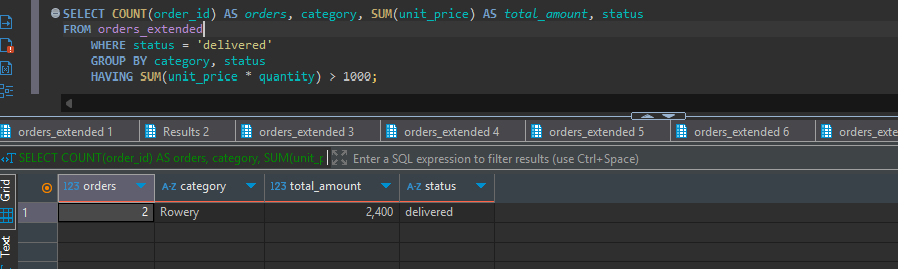 SELECT COUNT(order_id) AS orders, category, SUM(unit_price) AS total_amount, status
FROM orders_extended
WHERE status = 'delivered'
GROUP BY category, status
HAVING SUM(unit_price * quantity) > 1000;
orders_extended 1 Results 2 orders_extended 3 orders_extended 4 orders_extended 5 orders_extended 6 orders_exte
SELECT COUNT(order_id) AS orders, category, SUM(unit_p Enter a SQL expression to filter results (use Ctrl+Space)
Grid
123 orders A-Z category 123 total_amount A-Z status
1 2 Rowery 2,400 delivered
Text